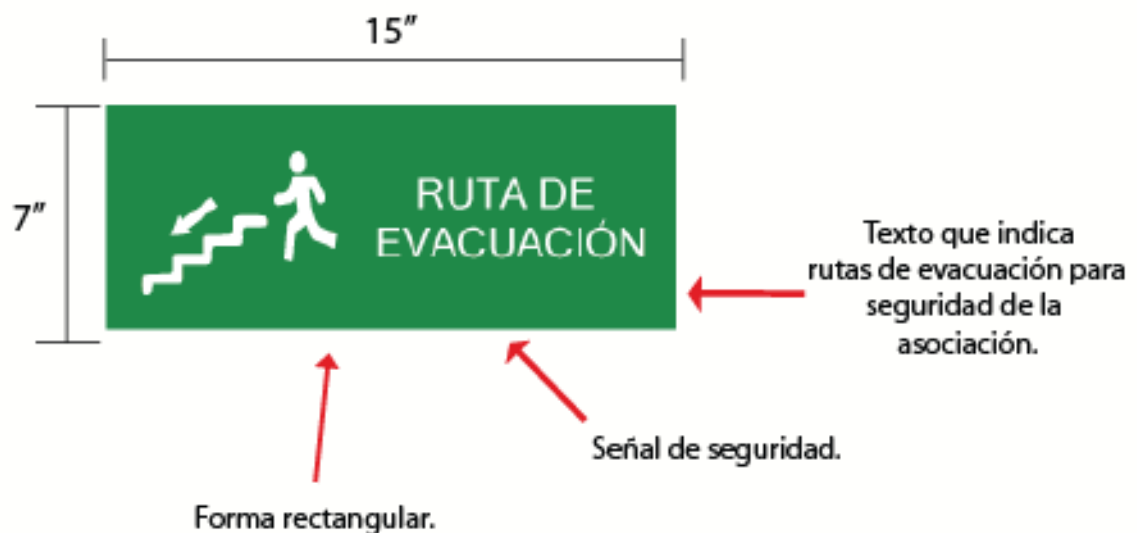 15”
7”
RUTA DE
EVACUACIÓN
Texto que indica
rutas de evacuación para
seguridad de la
asociación.
Señal de seguridad.
Forma rectangular.